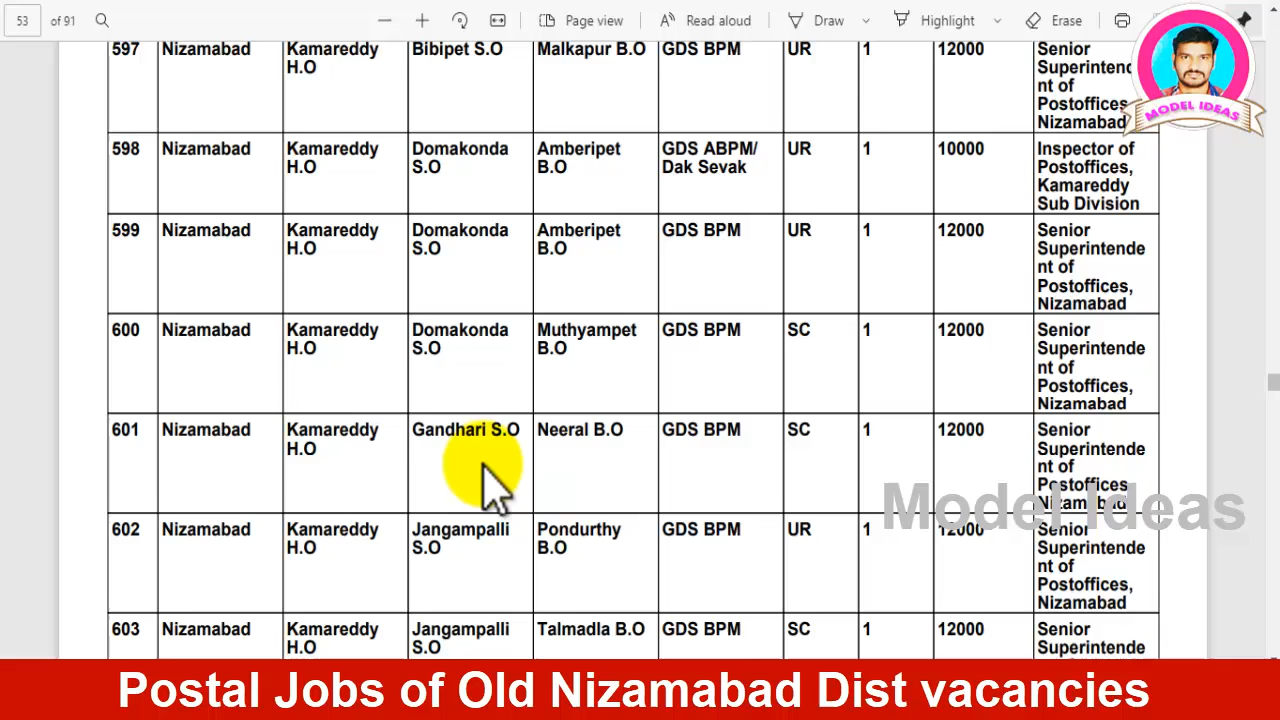 53 of 91 Page view Read aloud Draw Highlight Erase
MODEL IDEAS
597 Nizamabad Kamareddy Bibipet S.O Malkapur B.O GDS BPM UR 1 12000 Senior
H.O Superintende
nt of
Postoffices,
Nizamabad
598 Nizamabad Kamareddy Domakonda Amberipet GDS ABPM/ UR 1 10000 Inspector of
H.O S.O B.O Dak Sevak Postoffices,
Kamareddy
Sub Division
599 Nizamabad Kamareddy Domakonda Amberipet GDS BPM UR 1 12000 Senior
H.O S.O B.O Superintende
nt of
Postoffices,
Nizamabad
600 Nizamabad Kamareddy Domakonda Muthyampet GDS BPM SC 1 12000 Senior
H.O S.O B.O Superintende
nt of
Postoffices,
Nizamabad
601 Nizamabad Kamareddy Gandhari S.O Neeral B.O GDS BPM SC 1 12000 Senior
H.O Superintende
nt of
Postoffices,
Nizamabad
Model Ideas
602 Nizamabad Kamareddy Jangampalli Pondurthy GDS BPM UR 1 12000 Senior
H.O S.O B.O Superintende
nt of
Postoffices,
Nizamabad
603 Nizamabad Kamareddy Jangampalli Talmadla B.O GDS BPM SC 1 12000 Senior
H.O S.O Superintende
Postal Jobs of Old Nizamabad Dist vacancies